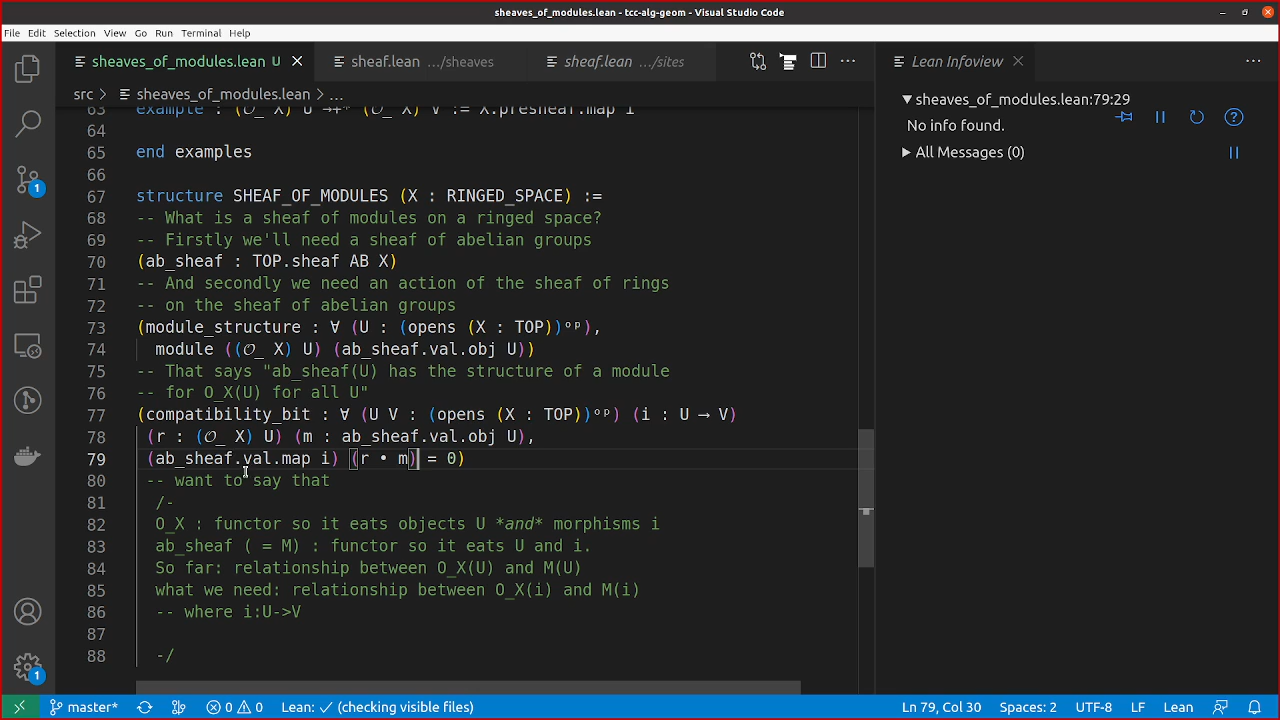 sheaves_of_modules.lean - tcc-alg-geom - Visual Studio Code
File Edit Selection View Go Run Terminal Help
sheaves_of_modules.lean U sheaf.lean .../sheaves sheaf.lean .../sites Lean Infoview
src > sheaves_of_modules.lean > ...
63 example : (𝒪_ X) U →+* (𝒪_ X) V := X.presheaf.map i
64
65 end examples
66
67 structure SHEAF_OF_MODULES (X : RINGED_SPACE) :=
68 -- What is a sheaf of modules on a ringed space?
69 -- Firstly we'll need a sheaf of abelian groups
70 (ab_sheaf : TOP.sheaf AB X)
71 -- And secondly we need an action of the sheaf of rings
72 -- on the sheaf of abelian groups
73 (module_structure : ∀ (U : (opens (X : TOP))ᵒᵖ),
74 module ((𝒪_ X) U) (ab_sheaf.val.obj U))
75 -- That says "ab_sheaf(U) has the structure of a module
76 -- for O_X(U) for all U"
77 (compatibility_bit : ∀ (U V : (opens (X : TOP))ᵒᵖ) (i : U → V)
78 (r : (𝒪_ X) U) (m : ab_sheaf.val.obj U),
79 (ab_sheaf.val.map i) (r • m) = 0)
80 -- want to say that
81 /-
82 O_X : functor so it eats objects U *and* morphisms i
83 ab_sheaf ( = M) : functor so it eats U and i.
84 So far: relationship between O_X(U) and M(U)
85 what we need: relationship between O_X(i) and M(i)
86 -- where i:U->V
87
88 -/
sheaves_of_modules.lean:79:29
No info found.
All Messages (0)
1
1
master* 0 0 Lean: ✓ (checking visible files) Ln 79, Col 30 Spaces: 2 UTF-8 LF Lean